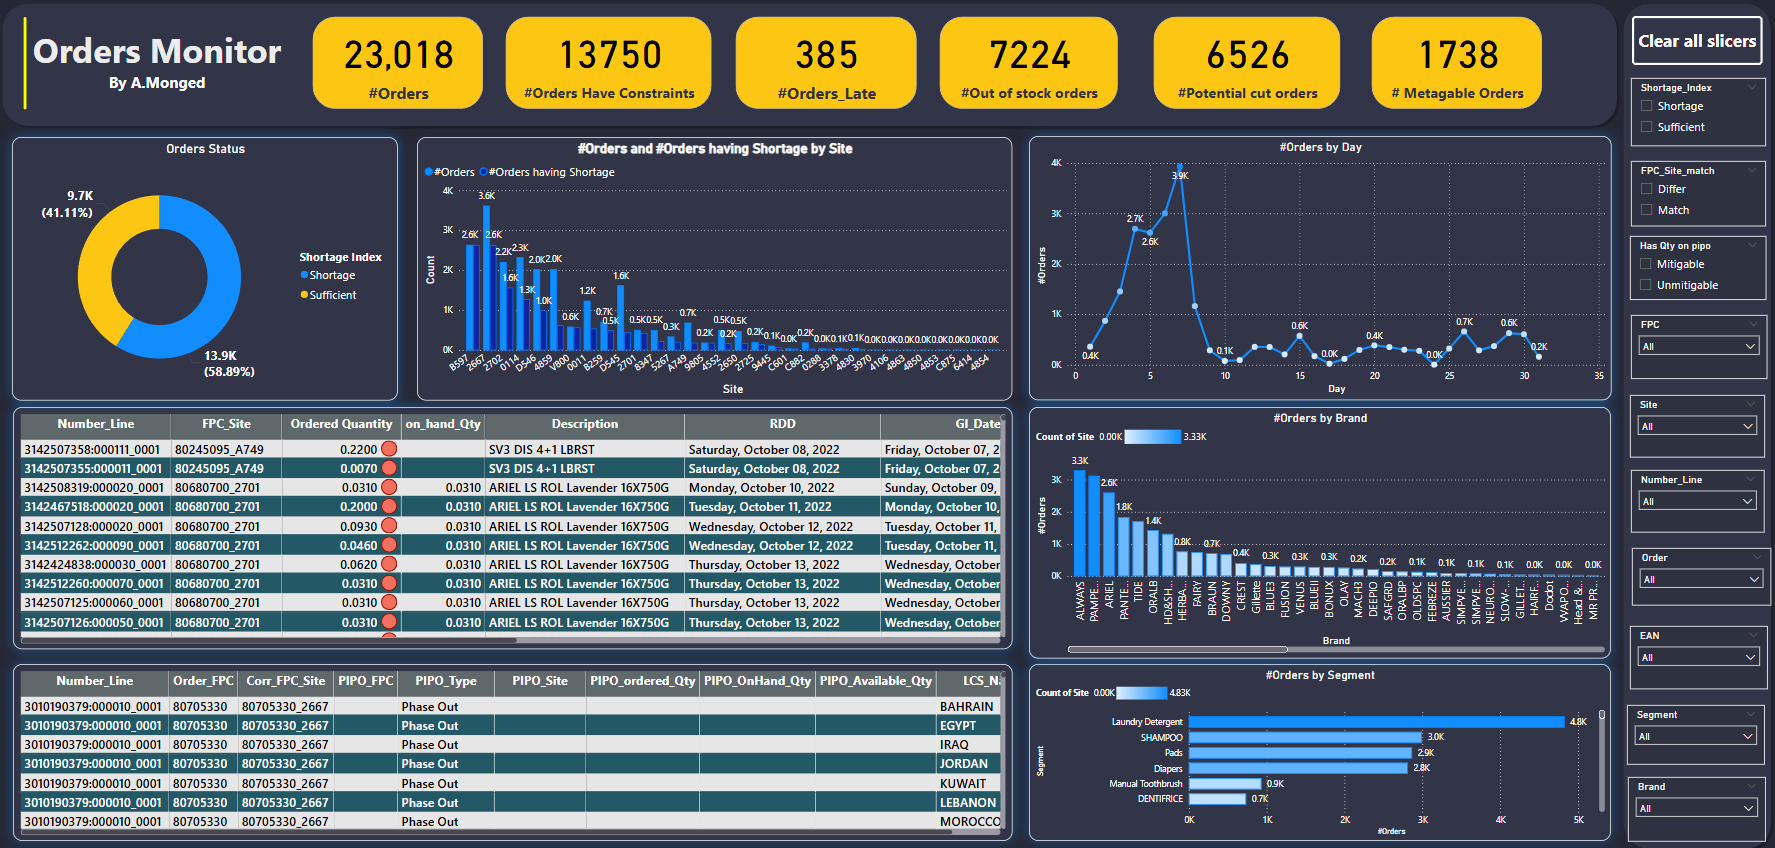 Orders Monitor
By A.Monged
23,018
#Orders
13750
#Orders Have Constraints
385
#Orders_Late
7224
#Out of stock orders
6526
#Potential cut orders
1738
# Metagable Orders
Clear all slicers
Shortage_Index
Shortage
Sufficient
FPC_Site_match
Differ
Match
Has Qty on pipo
Mitigable
Unmitigable
FPC
All
Site
All
Number_Line
All
Order
All
EAN
All
Segment
All
Brand
All
Orders Status
9.7K
(41.11%)
13.9K
(58.89%)
Shortage Index
Shortage
Sufficient
#Orders and #Orders having Shortage by Site
#Orders #Orders having Shortage
Count
4K
3K
2K
1K
0K
2.6K 3.6K 2.6K 2.2K 1.6K 2.3K 1.3K 2.0K 1.0K 2.0K 0.6K 1.2K 0.7K 0.5K 1.6K 0.5K 0.5K 0.3K 0.7K 0.2K 0.5K 0.2K 0.5K 0.2K 0.1K 0.0K 0.2K 0.0K 0.1K 0.1K 0.0K 0.0K 0.0K 0.0K 0.0K 0.0K 0.0K 0.0K
B597 2667 2702 0114 D546 4859 V800 0011 B259 D545 2701 8347 5267 A749 9805 4552 2650 2725 9445 C601 C882 0288 3378 4830 3970 4106 4863 4850 4853 C875 6414 4854
Site
#Orders by Day
#Orders
4K
3K
2K
1K
0K
0.4K 2.7K 2.6K 3.9K 0.1K 0.6K 0.0K 0.4K 0.0K 0.7K 0.6K 0.2K
0 5 10 15 20 25 30 35
Day
Number_Line FPC_Site Ordered Quantity on_hand_Qty Description RDD GI_Date
3142507358:000111_0001 80245095_A749 0.2200 SV3 DIS 4+1 LBRST Saturday, October 08, 2022 Friday, October 07, 2
3142507355:000011_0001 80245095_A749 0.0070 SV3 DIS 4+1 LBRST Saturday, October 08, 2022 Friday, October 07, 2
3142508319:000020_0001 80680700_2701 0.0310 0.0310 ARIEL LS ROL Lavender 16X750G Monday, October 10, 2022 Sunday, October 09,
3142467518:000020_0001 80680700_2701 0.2000 0.0310 ARIEL LS ROL Lavender 16X750G Tuesday, October 11, 2022 Monday, October 10,
3142507128:000020_0001 80680700_2701 0.0930 0.0310 ARIEL LS ROL Lavender 16X750G Wednesday, October 12, 2022 Tuesday, October 11,
3142512262:000090_0001 80680700_2701 0.0460 0.0310 ARIEL LS ROL Lavender 16X750G Wednesday, October 12, 2022 Tuesday, October 11,
3142424838:000030_0001 80680700_2701 0.0620 0.0310 ARIEL LS ROL Lavender 16X750G Thursday, October 13, 2022 Wednesday, October
3142512260:000070_0001 80680700_2701 0.0310 0.0310 ARIEL LS ROL Lavender 16X750G Thursday, October 13, 2022 Wednesday, October
3142507125:000060_0001 80680700_2701 0.0310 0.0310 ARIEL LS ROL Lavender 16X750G Thursday, October 13, 2022 Wednesday, October
3142507126:000050_0001 80680700_2701 0.0310 0.0310 ARIEL LS ROL Lavender 16X750G Thursday, October 13, 2022 Wednesday, October
#Orders by Brand
Count of Site 0.00K 3.33K
#Orders
3K
2K
1K
0K
3.3K 2.6K 1.8K 1.4K 0.8K 0.7K 0.4K 0.3K 0.3K 0.3K 0.2K 0.1K 0.1K 0.1K 0.1K 0.0K 0.0K 0.0K
ALWAYS PAMPE... ARIEL PANTE... TIDE ORALB HD&SH... HERBA... FAIRY BRAUN DOWNY CREST Gillette BLUE3 FUSION VENUS BLUEII BONUX OLAY MACH3 DEEPIO SAFGRD ORALBP OLDSPC FEBREZE AUSSIER SIMPVE... SIMPVE... NEURO... SLOW-... GILLET... HAIRE... Dodot VVAPO... Head &... MR PR...
Brand
Number_Line Order_FPC Corr_FPC_Site PIPO_FPC PIPO_Type PIPO_Site PIPO_ordered_Qty PIPO_OnHand_Qty PIPO_Available_Qty LCS_Na
3010190379:000010_0001 80705330 80705330_2667 Phase Out BAHRAIN
3010190379:000010_0001 80705330 80705330_2667 Phase Out EGYPT
3010190379:000010_0001 80705330 80705330_2667 Phase Out IRAQ
3010190379:000010_0001 80705330 80705330_2667 Phase Out JORDAN
3010190379:000010_0001 80705330 80705330_2667 Phase Out KUWAIT
3010190379:000010_0001 80705330 80705330_2667 Phase Out LEBANON
3010190379:000010_0001 80705330 80705330_2667 Phase Out MOROCCO
#Orders by Segment
Count of Site 0.00K 4.83K
Segment
Laundry Detergent 4.8K
SHAMPOO 3.0K
Pads 2.9K
Diapers 2.8K
Manual Toothbrush 0.9K
DENTIFRICE 0.7K
0K 1K 2K 3K 4K 5K
#Orders